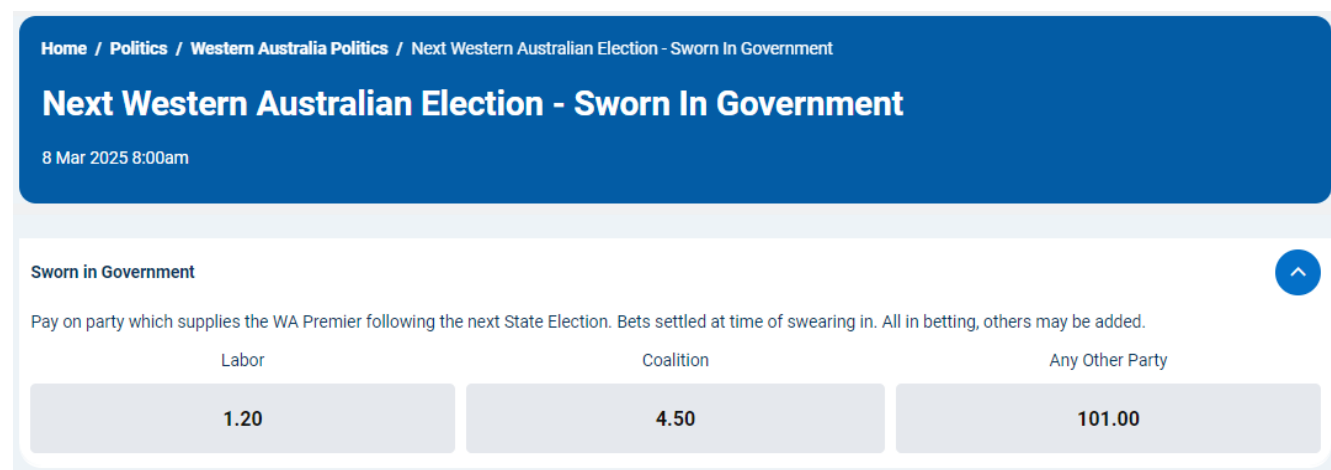 Home / Politics / Western Australia Politics / Next Western Australian Election - Sworn In Government
Next Western Australian Election - Sworn In Government
8 Mar 2025 8:00am
Sworn in Government
Pay on party which supplies the WA Premier following the next State Election. Bets settled at time of swearing in. All in betting, others may be added.
Labor Coalition Any Other Party
1.20 4.50 101.00